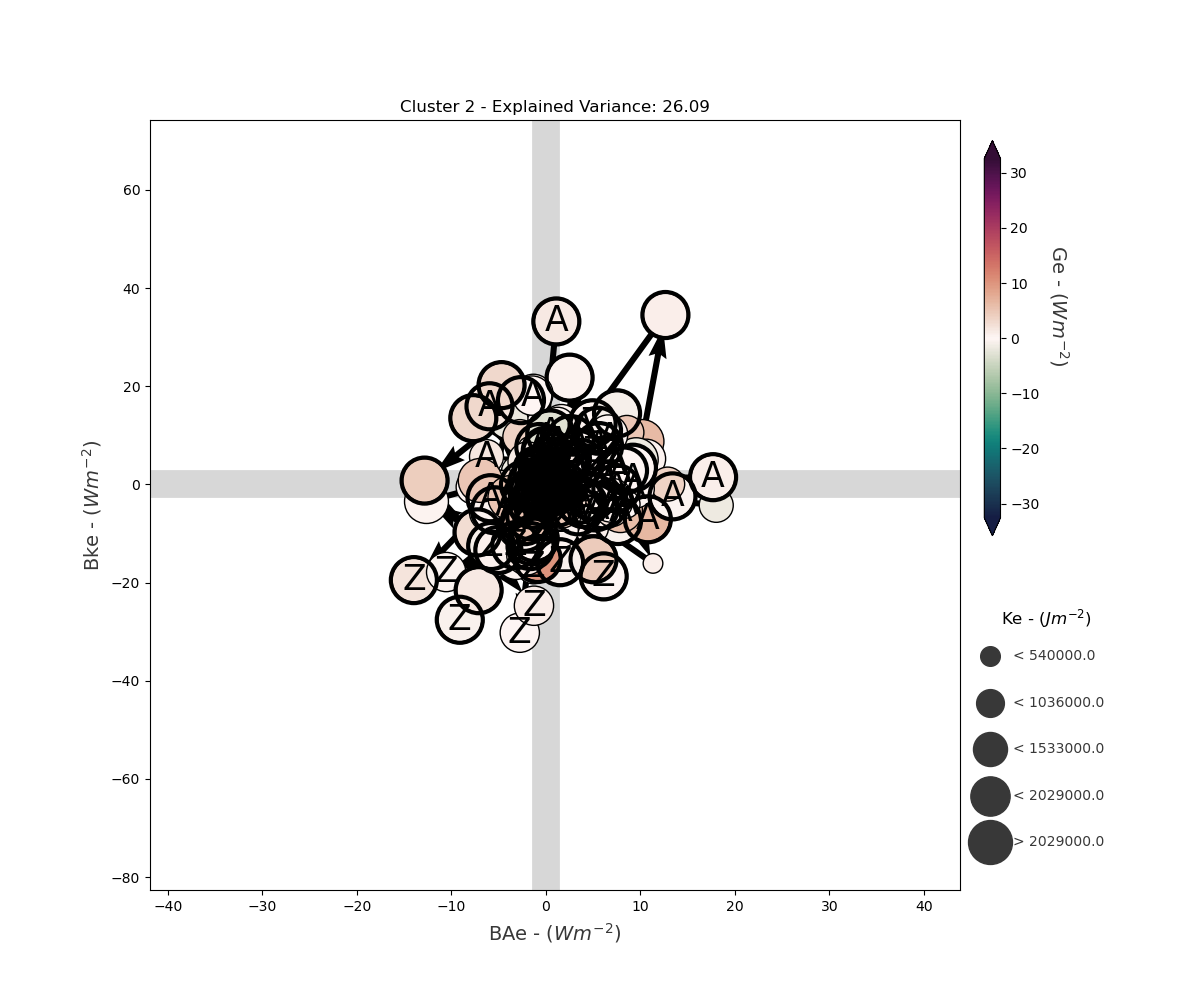 Cluster 2 - Explained Variance: 26.09
60
40
20
0
−20
−40
−60
−80
Bke - (Wm⁻²)
−40
−30
−20
−10
0
10
20
30
40
BAe - (Wm⁻²)
30
20
10
0
−10
−20
−30
Ge - (Wm⁻²)
Ke - (Jm⁻²)
< 540000.0
< 1036000.0
< 1533000.0
< 2029000.0
> 2029000.0
A
A
A
A
A
A
A
A
A
Z
Z
Z
Z
Z
Z